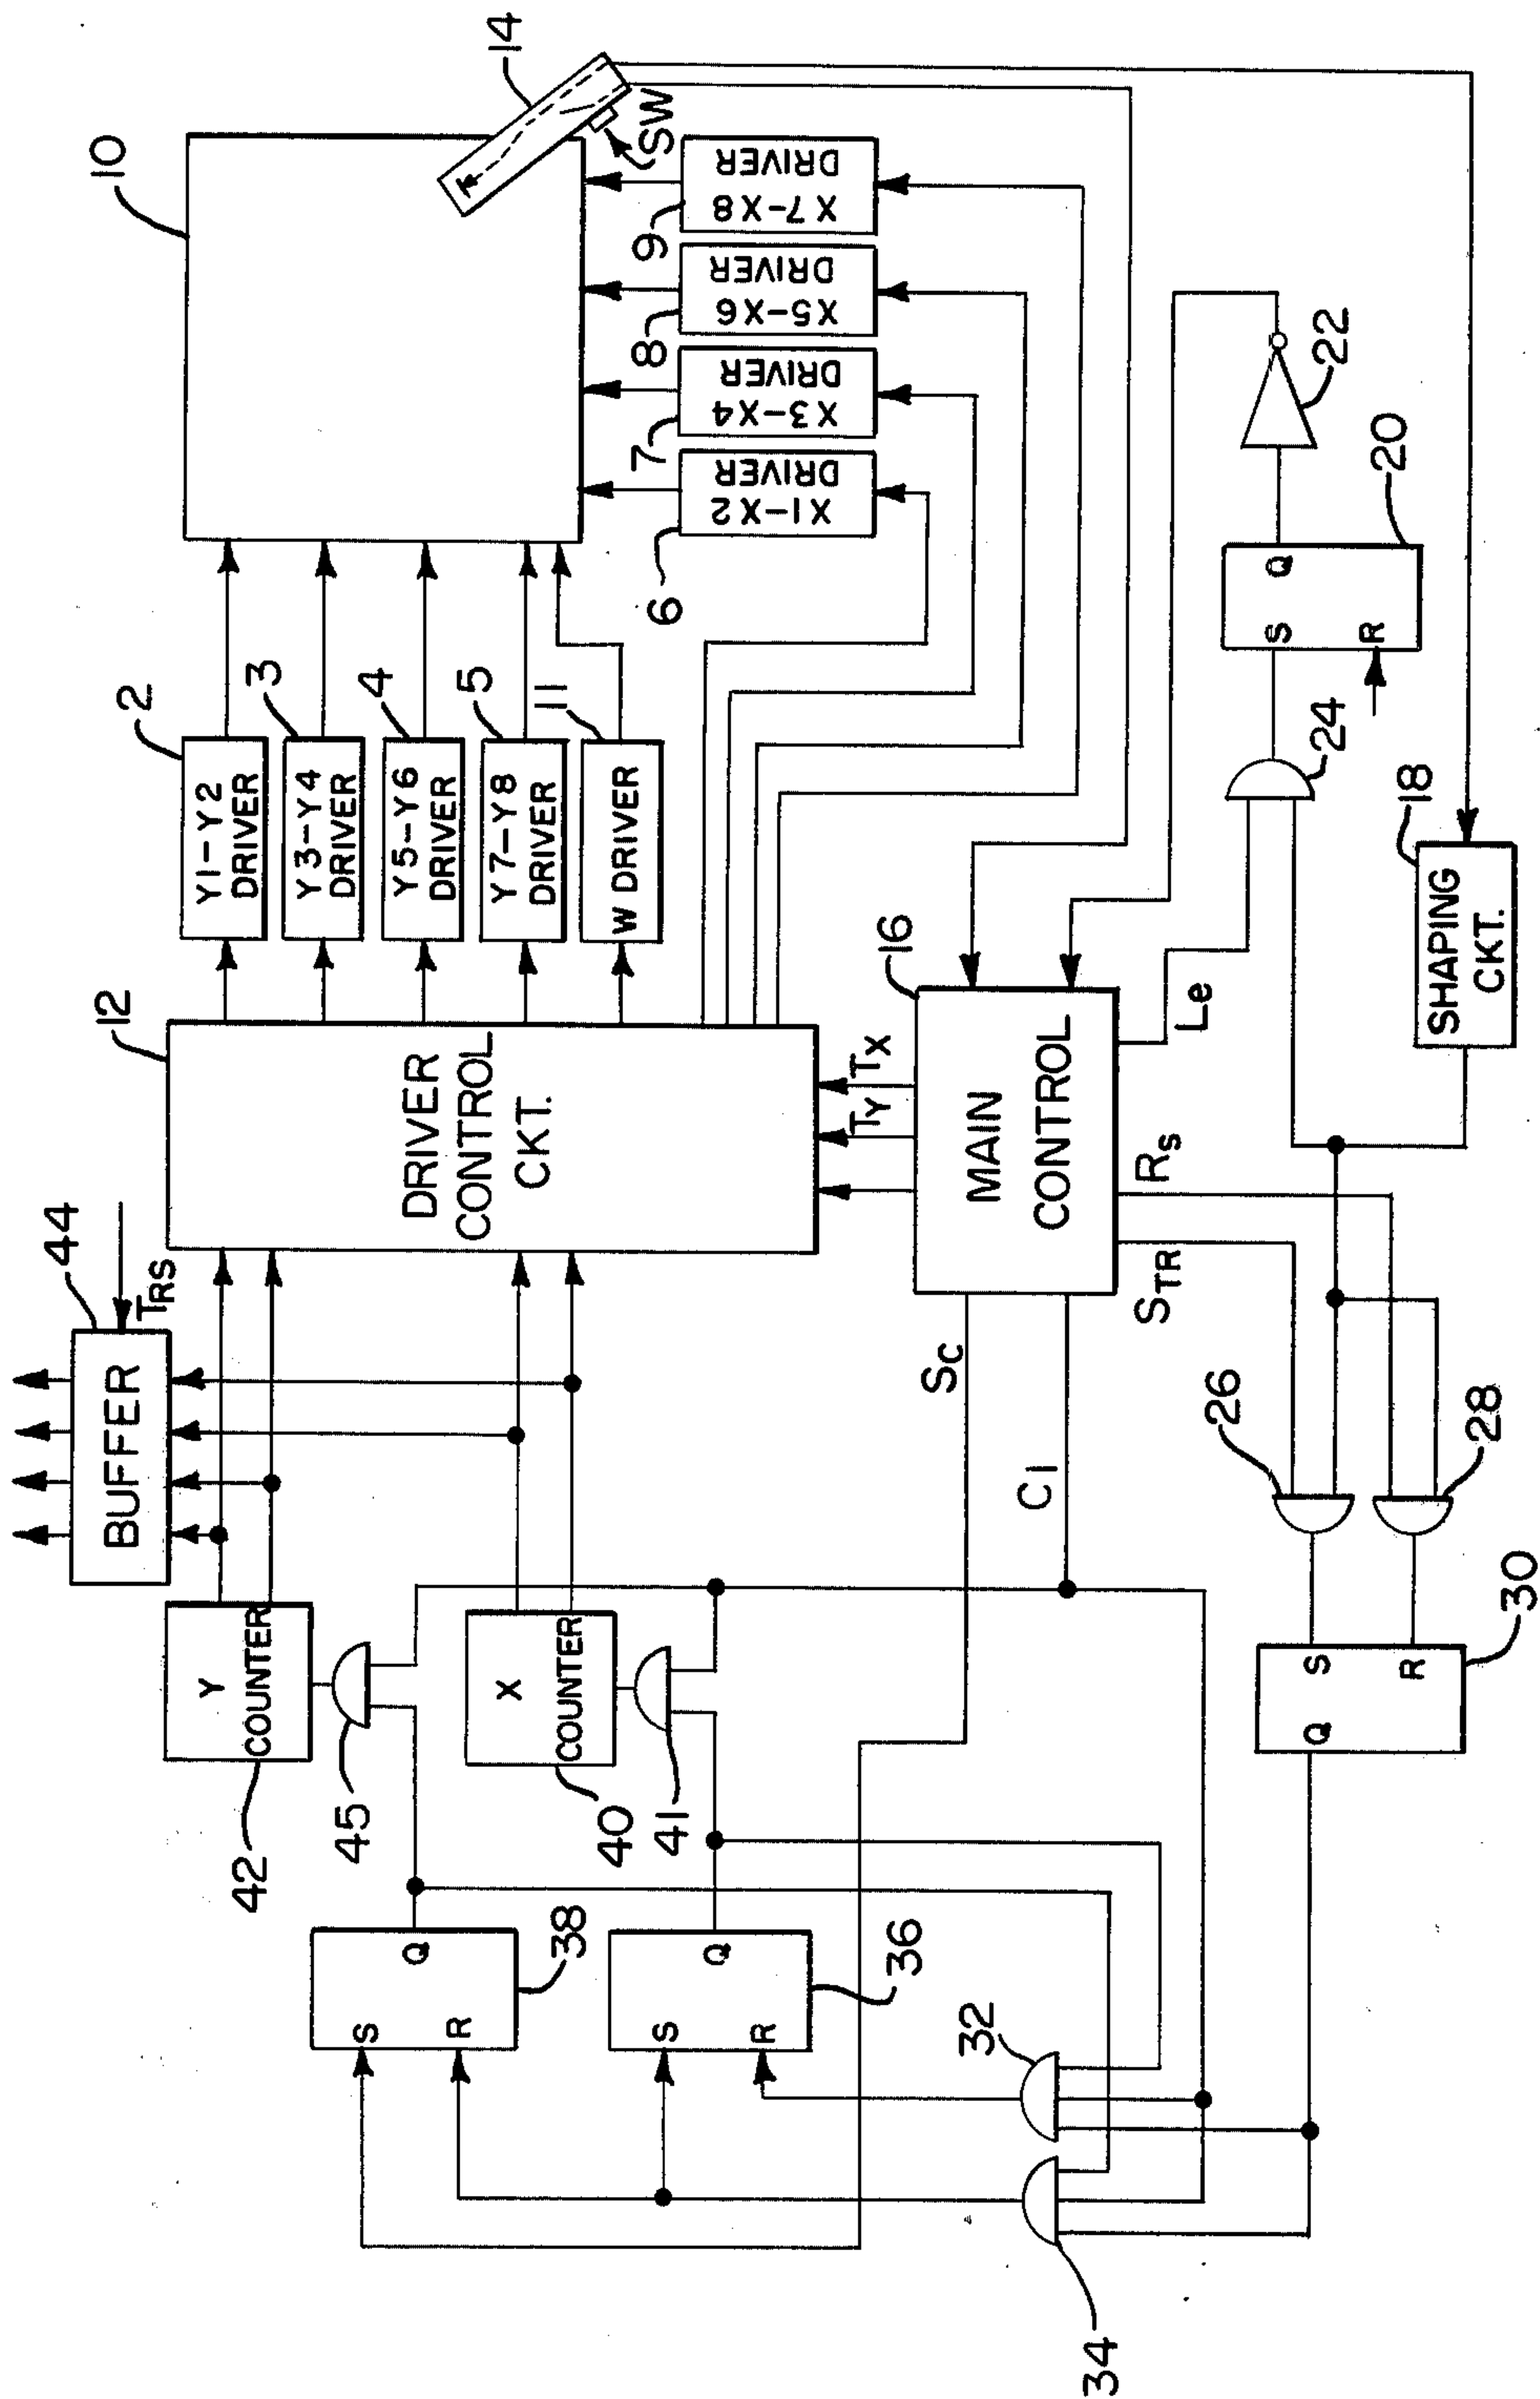 44
BUFFER
TRS
42
Y
COUNTER
45
X
COUNTER
40
41
38
S
R
Q
36
S
R
Q
32
34
12
DRIVER
CONTROL
CKT.
TY
TX
16
MAIN
CONTROL
Sc
C1
STR
Rs
Le
2
Y1-Y2
DRIVER
3
Y3-Y4
DRIVER
4
Y5-Y6
DRIVER
5
Y7-Y8
DRIVER
11
W DRIVER
10
14
SW
6
X1-X2
DRIVER
7
X3-X4
DRIVER
8
X5-X6
DRIVER
9
X7-X8
DRIVER
22
20
S
R
Q
24
18
SHAPING
CKT.
26
28
30
S
R
Q